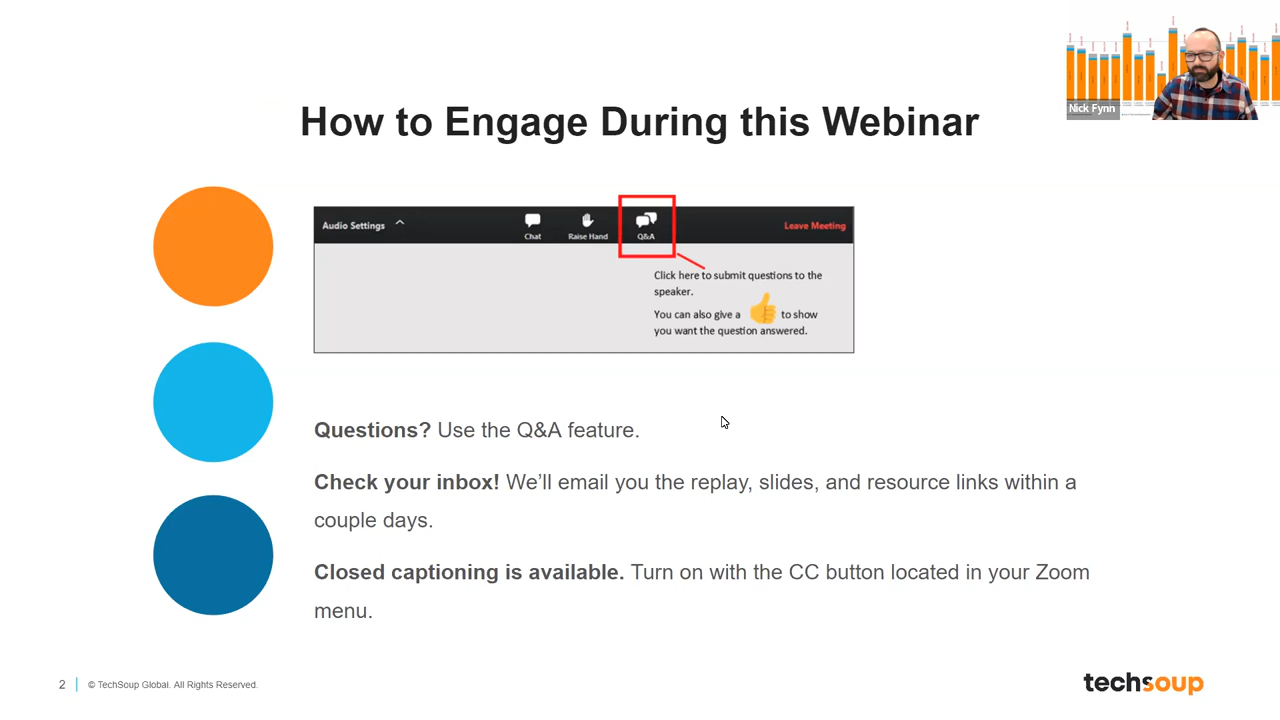 Nick Fynn
How to Engage During this Webinar
Audio Settings
Chat
Raise Hand
Q&A
Leave Meeting
Click here to submit questions to the
speaker.
You can also give a 👍 to show
you want the question answered.
Questions? Use the Q&A feature.
Check your inbox! We’ll email you the replay, slides, and resource links within a
couple days.
Closed captioning is available. Turn on with the CC button located in your Zoom
menu.
2
© TechSoup Global. All Rights Reserved.
techsoup